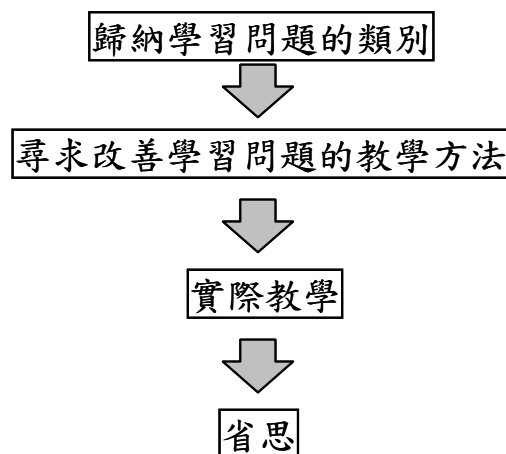 歸納學習問題的類別
尋求改善學習問題的教學方法
實際教學
省思